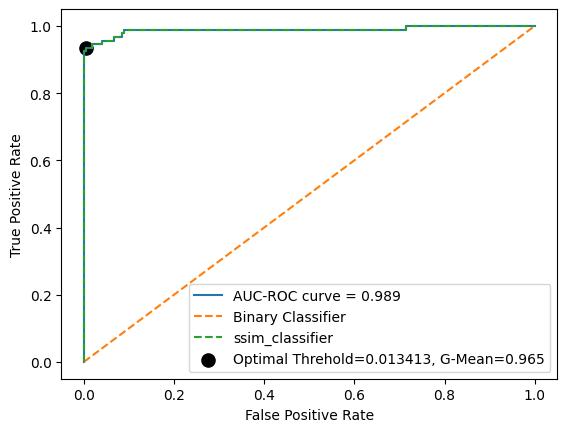 1.0
0.8
0.6
0.4
0.2
0.0
True Positive Rate
AUC-ROC curve = 0.989
Binary Classifier
ssim_classifier
Optimal Threhold=0.013413, G-Mean=0.965
0.0 0.2 0.4 0.6 0.8 1.0
False Positive Rate